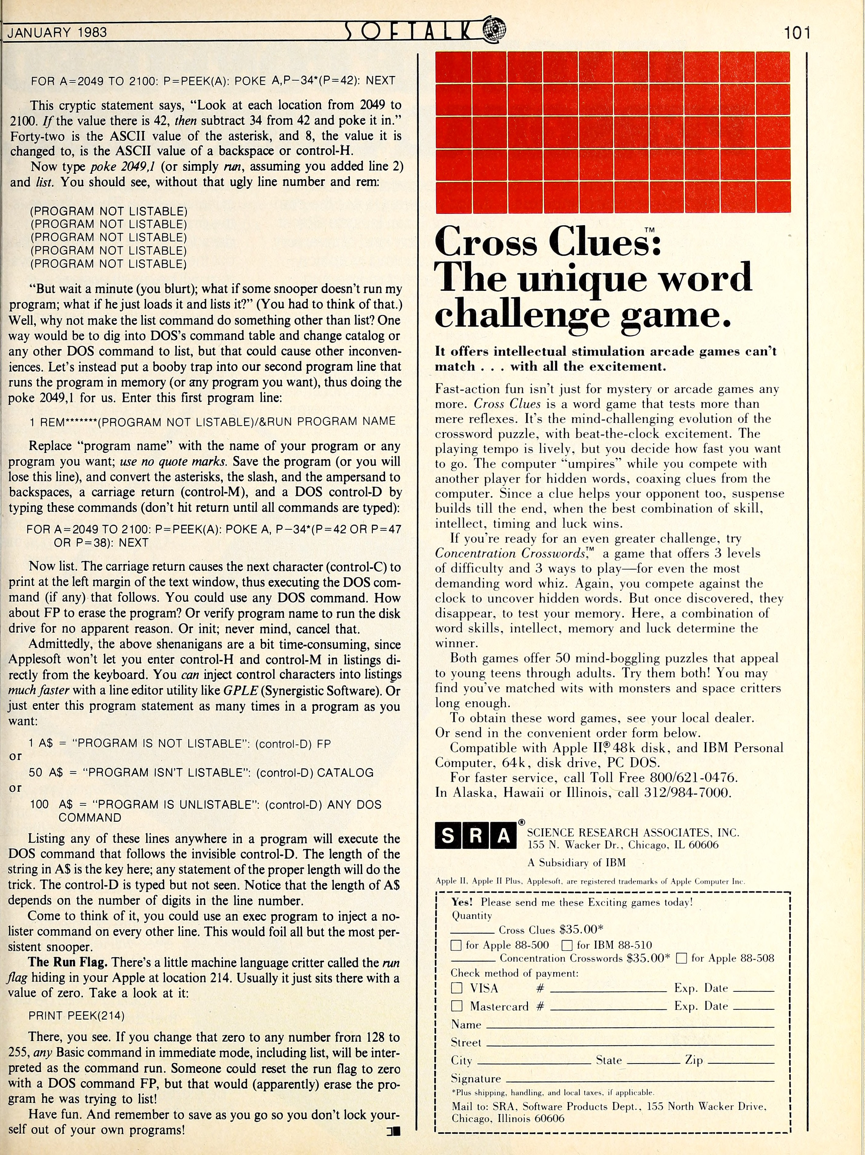 JANUARY 1983
SOFTALK
101
FOR A=2049 TO 2100: P=PEEK(A): POKE A,P−34*(P=42): NEXT
This cryptic statement says, “Look at each location from 2049 to
2100. If the value there is 42, then subtract 34 from 42 and poke it in.”
Forty-two is the ASCII value of the asterisk, and 8, the value it is
changed to, is the ASCII value of a backspace or control-H.
Now type poke 2049,1 (or simply run, assuming you added line 2)
and list. You should see, without that ugly line number and rem:
(PROGRAM NOT LISTABLE)
(PROGRAM NOT LISTABLE)
(PROGRAM NOT LISTABLE)
(PROGRAM NOT LISTABLE)
(PROGRAM NOT LISTABLE)
“But wait a minute (you blurt); what if some snooper doesn’t run my
program; what if he just loads it and lists it?” (You had to think of that.)
Well, why not make the list command do something other than list? One
way would be to dig into DOS’s command table and change catalog or
any other DOS command to list, but that could cause other inconven-
iences. Let’s instead put a booby trap into our second program line that
runs the program in memory (or any program you want), thus doing the
poke 2049,1 for us. Enter this first program line:
1 REM*******(PROGRAM NOT LISTABLE)/&RUN PROGRAM NAME
Replace “program name” with the name of your program or any
program you want; use no quote marks. Save the program (or you will
lose this line), and convert the asterisks, the slash, and the ampersand to
backspaces, a carriage return (control-M), and a DOS control-D by
typing these commands (don’t hit return until all commands are typed):
FOR A=2049 TO 2100: P=PEEK(A): POKE A, P−34*(P=42 OR P=47
OR P=38): NEXT
Now list. The carriage return causes the next character (control-C) to
print at the left margin of the text window, thus executing the DOS com-
mand (if any) that follows. You could use any DOS command. How
about FP to erase the program? Or verify program name to run the disk
drive for no apparent reason. Or init; never mind, cancel that.
Admittedly, the above shenanigans are a bit time-consuming, since
Applesoft won’t let you enter control-H and control-M in listings di-
rectly from the keyboard. You can inject control characters into listings
much faster with a line editor utility like GPLE (Synergistic Software). Or
just enter this program statement as many times in a program as you
want:
1 A$ = “PROGRAM IS NOT LISTABLE”: (control-D) FP
or
50 A$ = “PROGRAM ISN’T LISTABLE”: (control-D) CATALOG
or
100 A$ = “PROGRAM IS UNLISTABLE”: (control-D) ANY DOS
COMMAND
Listing any of these lines anywhere in a program will execute the
DOS command that follows the invisible control-D. The length of the
string in A$ is the key here; any statement of the proper length will do the
trick. The control-D is typed but not seen. Notice that the length of A$
depends on the number of digits in the line number.
Come to think of it, you could use an exec program to inject a no-
lister command on every other line. This would foil all but the most per-
sistent snooper.
The Run Flag. There’s a little machine language critter called the run
flag hiding in your Apple at location 214. Usually it just sits there with a
value of zero. Take a look at it:
PRINT PEEK(214)
There, you see. If you change that zero to any number from 128 to
255, any Basic command in immediate mode, including list, will be inter-
preted as the command run. Someone could reset the run flag to zero
with a DOS command FP, but that would (apparently) erase the pro-
gram he was trying to list!
Have fun. And remember to save as you go so you don’t lock your-
self out of your own programs!
Cross Clues™:
The unique word
challenge game.
It offers intellectual stimulation arcade games can’t
match . . . with all the excitement.
Fast-action fun isn’t just for mystery or arcade games any
more. Cross Clues is a word game that tests more than
mere reflexes. It’s the mind-challenging evolution of the
crossword puzzle, with beat-the-clock excitement. The
playing tempo is lively, but you decide how fast you want
to go. The computer “umpires” while you compete with
another player for hidden words, coaxing clues from the
computer. Since a clue helps your opponent too, suspense
builds till the end, when the best combination of skill,
intellect, timing and luck wins.
If you’re ready for an even greater challenge, try
Concentration Crosswords,™ a game that offers 3 levels
of difficulty and 3 ways to play—for even the most
demanding word whiz. Again, you compete against the
clock to uncover hidden words. But once discovered, they
disappear, to test your memory. Here, a combination of
word skills, intellect, memory and luck determine the
winner.
Both games offer 50 mind-boggling puzzles that appeal
to young teens through adults. Try them both! You may
find you’ve matched wits with monsters and space critters
long enough.
To obtain these word games, see your local dealer.
Or send in the convenient order form below.
Compatible with Apple II,® 48k disk, and IBM Personal
Computer, 64k, disk drive, PC DOS.
For faster service, call Toll Free 800/621-0476.
In Alaska, Hawaii or Illinois, call 312/984-7000.
SRA® SCIENCE RESEARCH ASSOCIATES, INC.
155 N. Wacker Dr., Chicago, IL 60606
A Subsidiary of IBM
Apple II, Apple II Plus, Applesoft, are registered trademarks of Apple Computer Inc.
Yes! Please send me these Exciting games today!
Quantity
Cross Clues $35.00*
for Apple 88-500 for IBM 88-510
Concentration Crosswords $35.00* for Apple 88-508
Check method of payment:
VISA # Exp. Date
Mastercard # Exp. Date
Name
Street
City State Zip
Signature
*Plus shipping, handling, and local taxes, if applicable.
Mail to: SRA, Software Products Dept., 155 North Wacker Drive,
Chicago, Illinois 60606